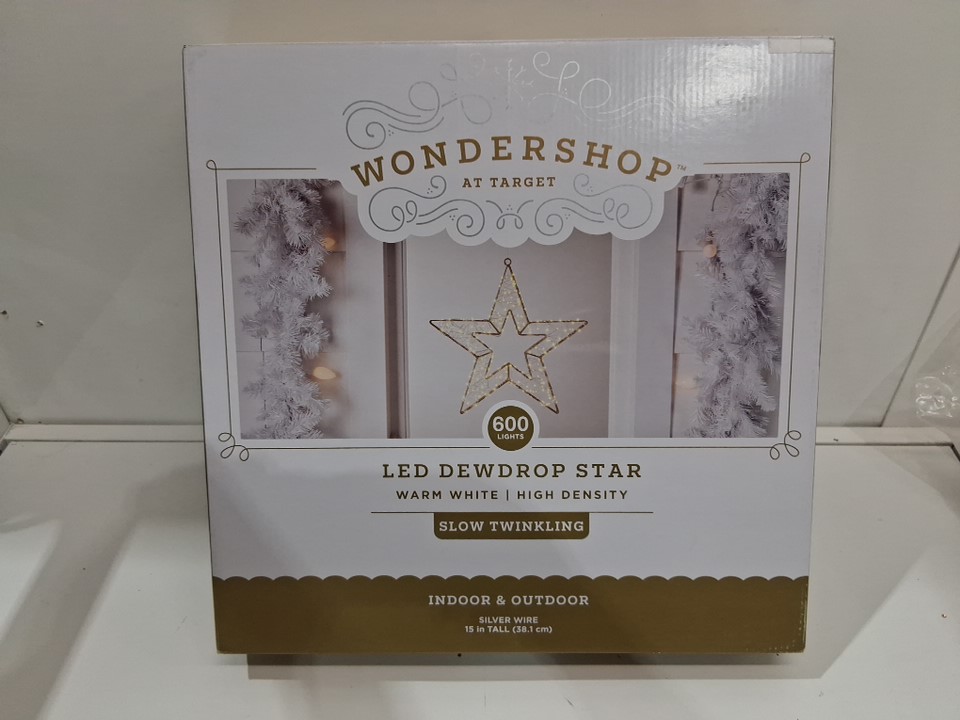 WONDERSHOP™
AT TARGET
600
LIGHTS
LED DEWDROP STAR
WARM WHITE | HIGH DENSITY
SLOW TWINKLING
INDOOR & OUTDOOR
SILVER WIRE
15 in TALL (38.1 cm)